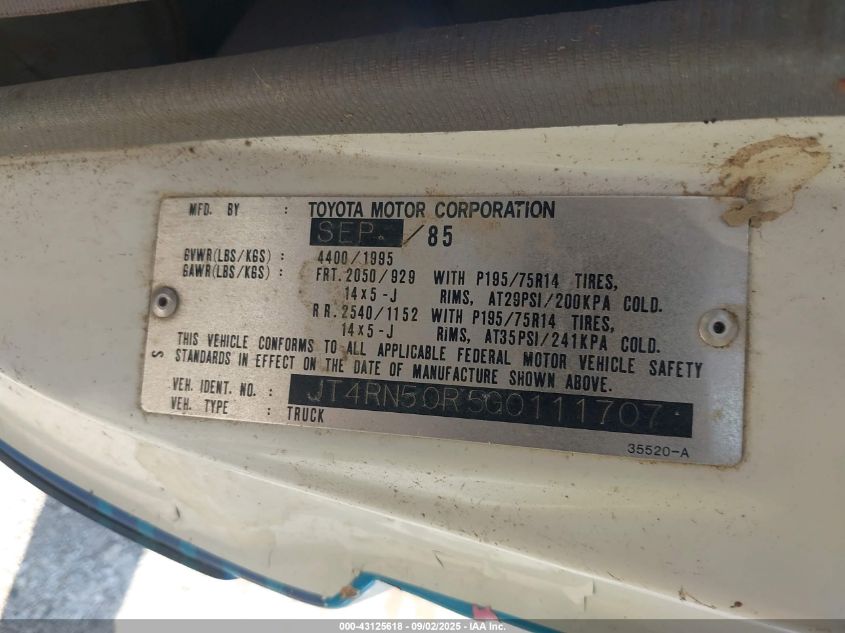 MFD. BY : TOYOTA MOTOR CORPORATION
SEP. /85
GVWR(LBS/KGS) : 4400/1995
GAWR(LBS/KGS) : FRT. 2050/929 WITH P195/75R14 TIRES,
14x5-J RIMS, AT29PSI/200KPA COLD.
RR. 2540/1152 WITH P195/75R14 TIRES,
14x5-J RIMS, AT35PSI/241KPA COLD.
THIS VEHICLE CONFORMS TO ALL APPLICABLE FEDERAL MOTOR VEHICLE SAFETY
S STANDARDS IN EFFECT ON THE DATE OF MANUFACTURE SHOWN ABOVE.
VEH. IDENT. NO. : JT4RN50R5G0111707
VEH. TYPE : TRUCK
35520-A
000-43125618 - 09/02/2025 - IAA Inc.